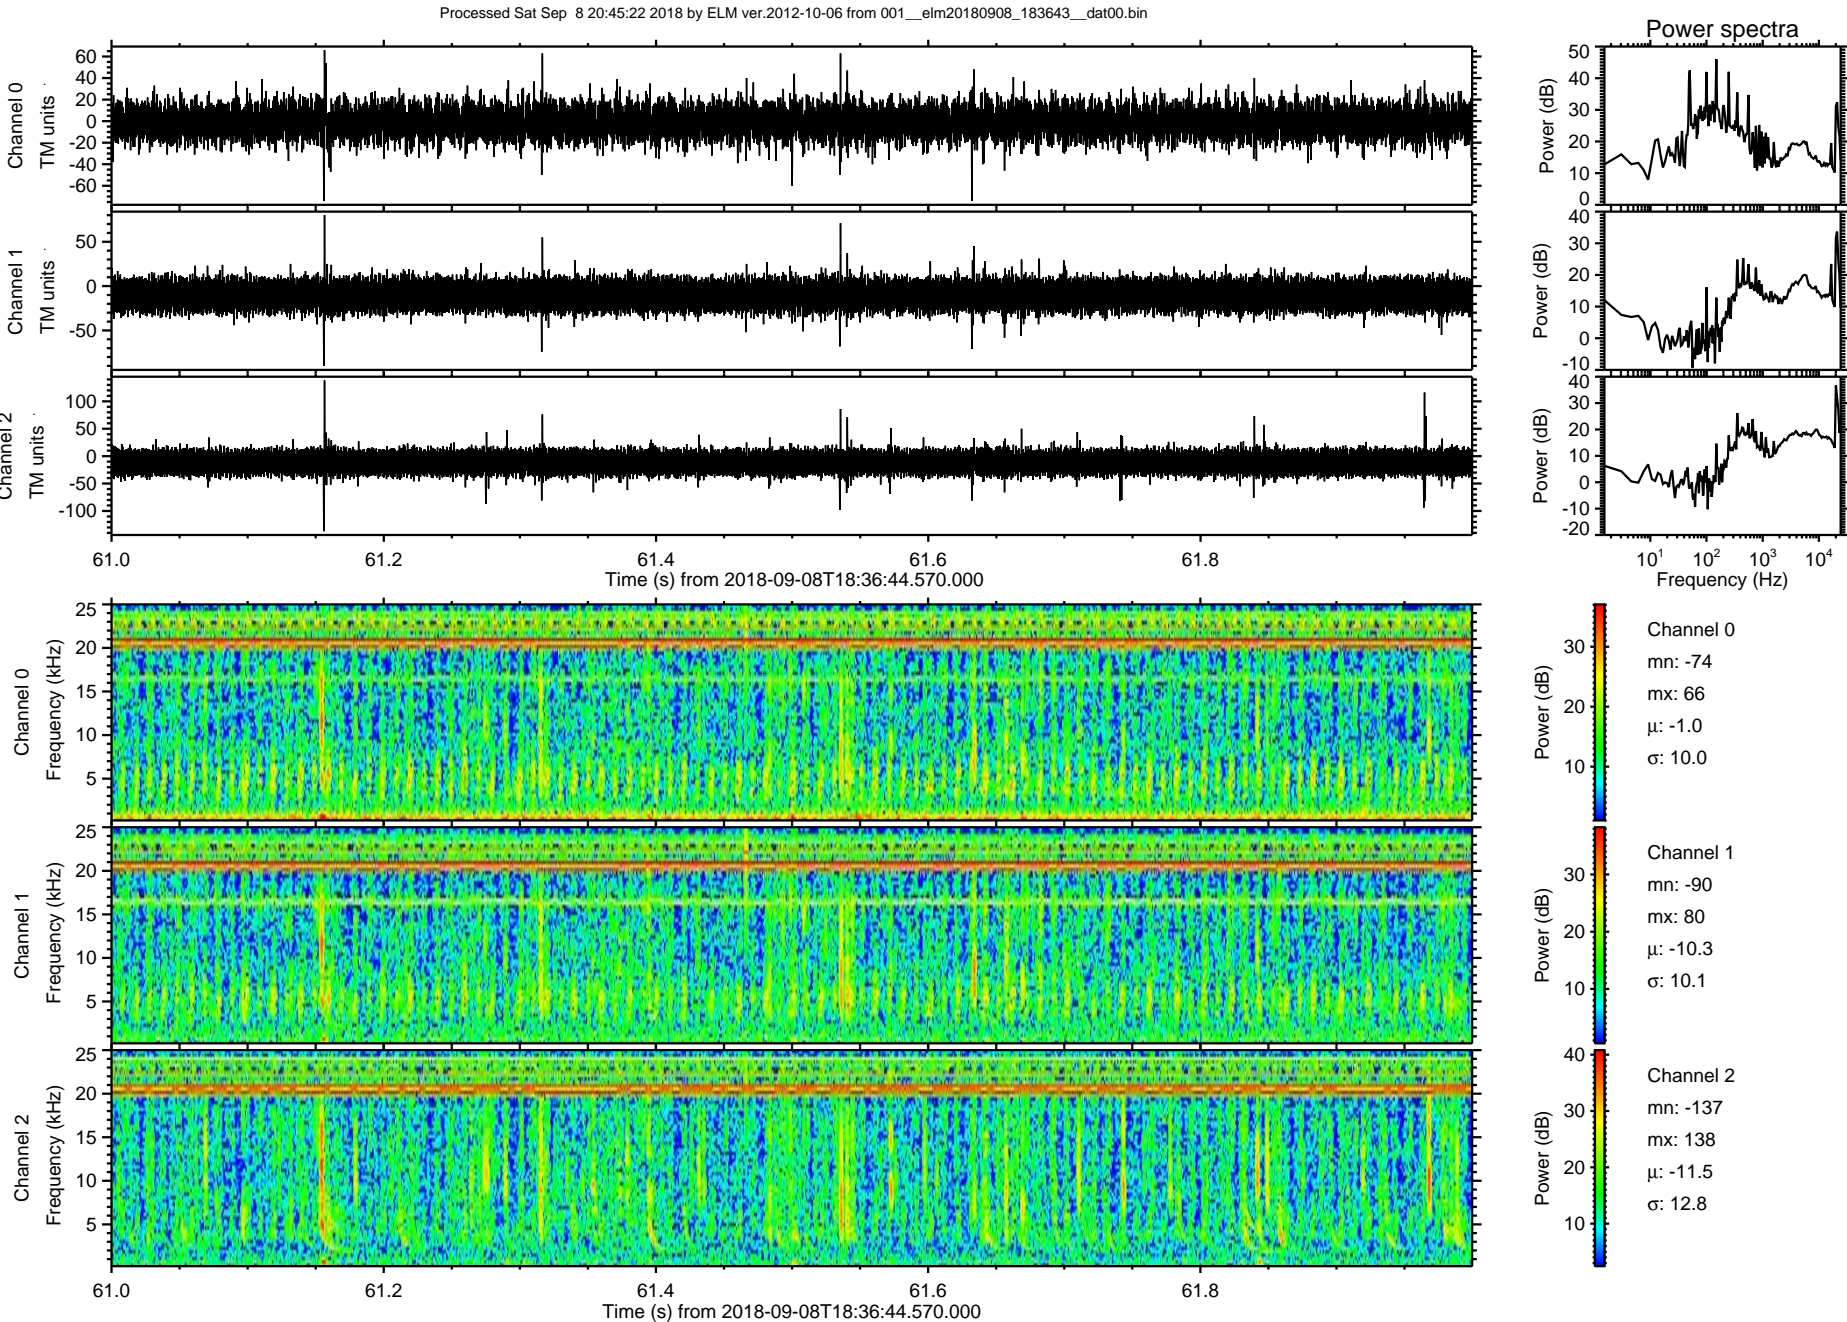 Processed Sat Sep 8 20:45:22 2018 by ELM ver.2012-10-06 from 001__elm20180908_183643__dat00.bin
Power spectra
Channel 0
TM units
60
40
20
0
-20
-40
-60
Power (dB)
50
40
30
20
10
0
Channel 1
TM units
50
0
-50
Power (dB)
40
30
20
10
0
-10
Channel 2
TM units
100
50
0
-50
-100
Power (dB)
40
30
20
10
0
-10
-20
61.0 61.2 61.4 61.6 61.8
Time (s) from 2018-09-08T18:36:44.570.000
10¹ 10² 10³ 10⁴
Frequency (Hz)
Channel 0
Frequency (kHz)
25
20
15
10
5
Power (dB)
30
20
10
Channel 0
mn: -74
mx: 66
μ: -1.0
σ: 10.0
Channel 1
Frequency (kHz)
25
20
15
10
5
Power (dB)
30
20
10
Channel 1
mn: -90
mx: 80
μ: -10.3
σ: 10.1
Channel 2
Frequency (kHz)
25
20
15
10
5
Power (dB)
40
30
20
10
Channel 2
mn: -137
mx: 138
μ: -11.5
σ: 12.8
61.0 61.2 61.4 61.6 61.8
Time (s) from 2018-09-08T18:36:44.570.000